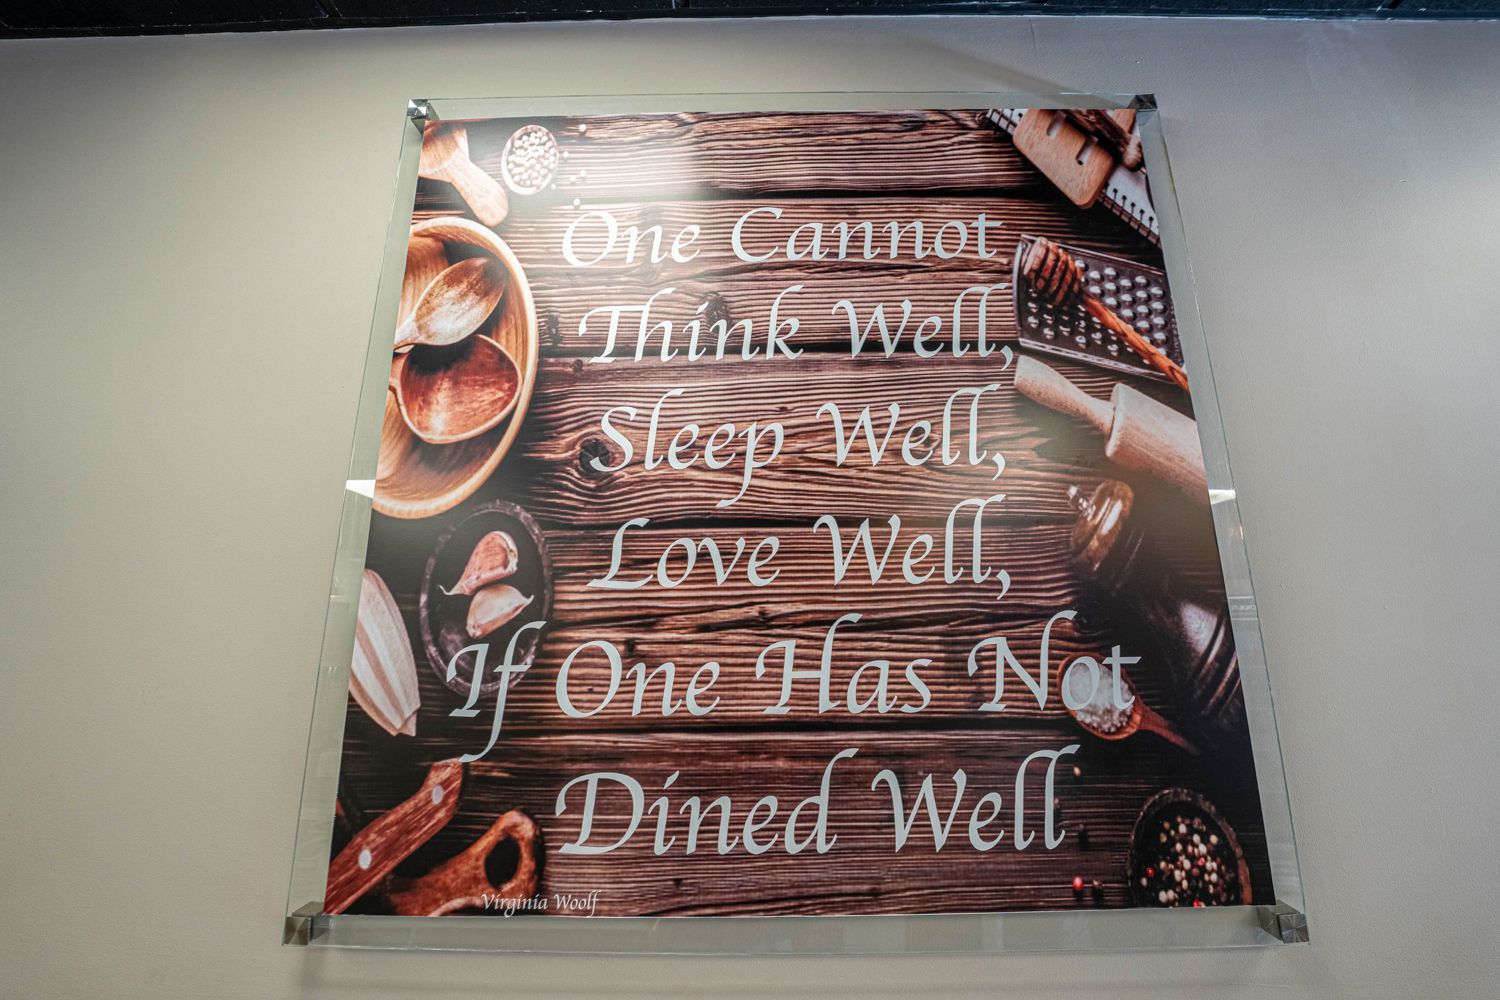 One Cannot
Think Well,
Sleep Well,
Love Well,
If One Has Not
Dined Well
Virginia Woolf